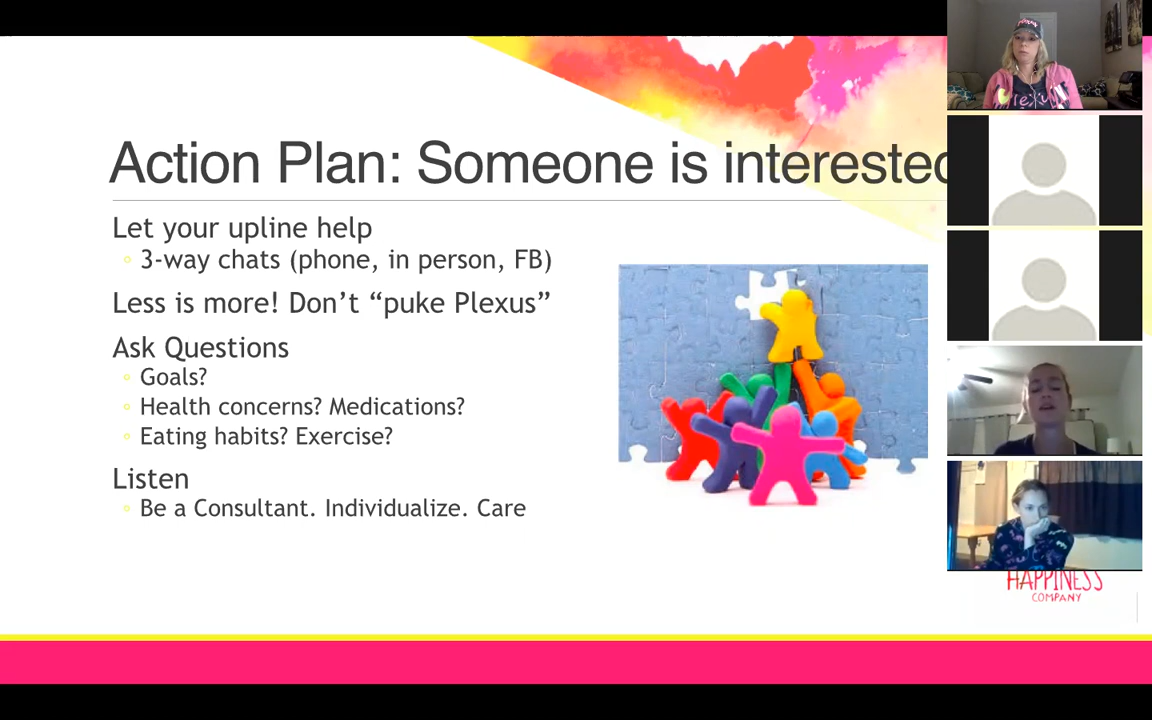 Action Plan: Someone is interested
Let your upline help
3-way chats (phone, in person, FB)
Less is more! Don’t “puke Plexus”
Ask Questions
Goals?
Health concerns? Medications?
Eating habits? Exercise?
Listen
Be a Consultant. Individualize. Care
HAPPINESS
COMPANY